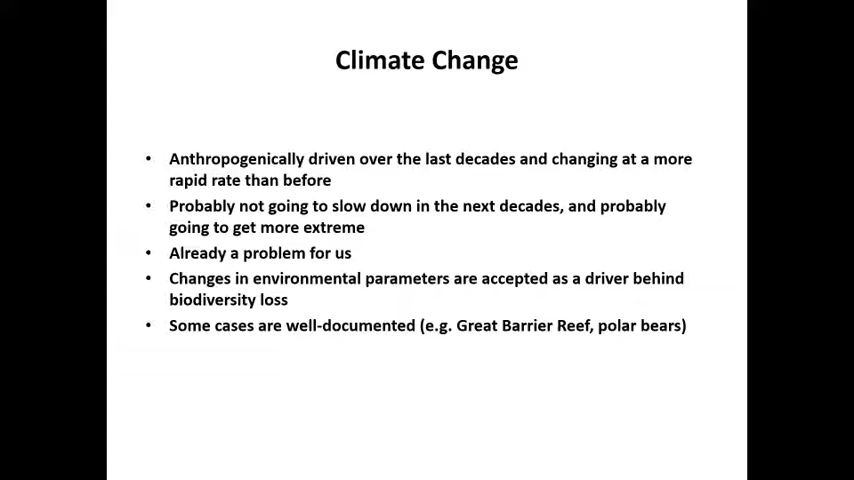 Climate Change
• Anthropogenically driven over the last decades and changing at a more
rapid rate than before
• Probably not going to slow down in the next decades, and probably
going to get more extreme
• Already a problem for us
• Changes in environmental parameters are accepted as a driver behind
biodiversity loss
• Some cases are well-documented (e.g. Great Barrier Reef, polar bears)